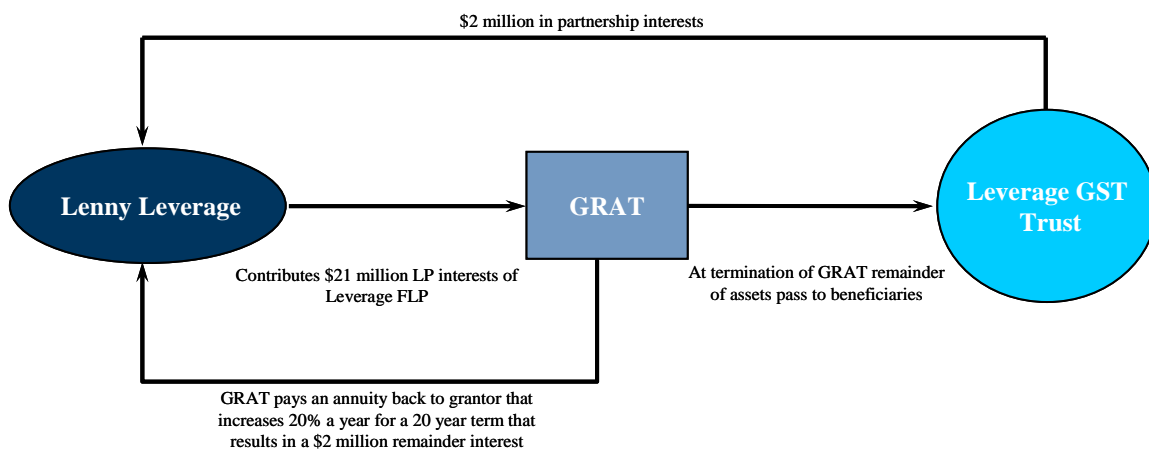 $2 million in partnership interests
Lenny Leverage
GRAT
Leverage GST
Trust
Contributes $21 million LP interests of
Leverage FLP
At termination of GRAT remainder
of assets pass to beneficiaries
GRAT pays an annuity back to grantor that
increases 20% a year for a 20 year term that
results in a $2 million remainder interest